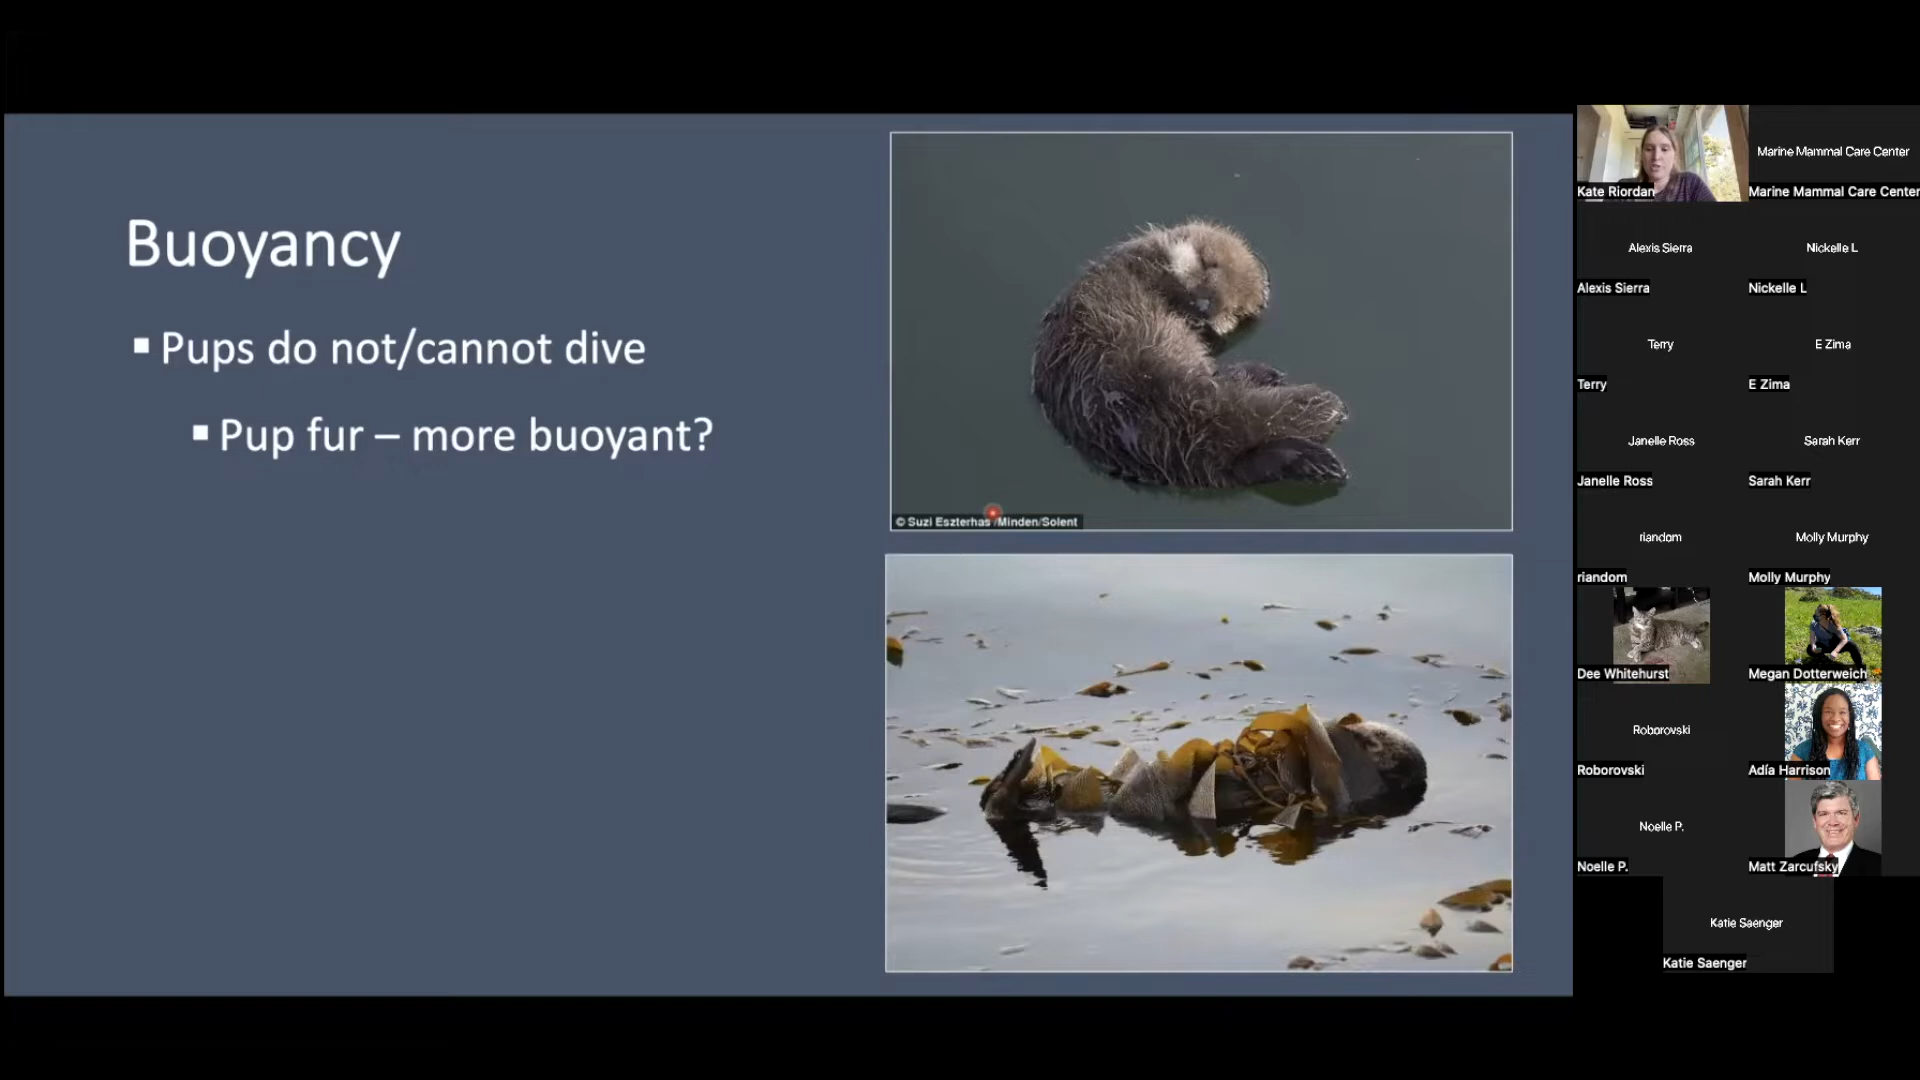 Buoyancy
▪ Pups do not/cannot dive
▪ Pup fur – more buoyant?
© Suzi Eszterhas /Minden/Solent
Kate Riordan
Marine Mammal Care Center
Marine Mammal Care Center
Alexis Sierra
Alexis Sierra
Nickelle L
Nickelle L
Terry
Terry
E Zima
E Zima
Janelle Ross
Janelle Ross
Sarah Kerr
Sarah Kerr
riandom
riandom
Molly Murphy
Molly Murphy
Dee Whitehurst
Megan Dotterweich
Roborovski
Roborovski
Adía Harrison
Noelle P.
Noelle P.
Matt Zarcufsky
Katie Saenger
Katie Saenger